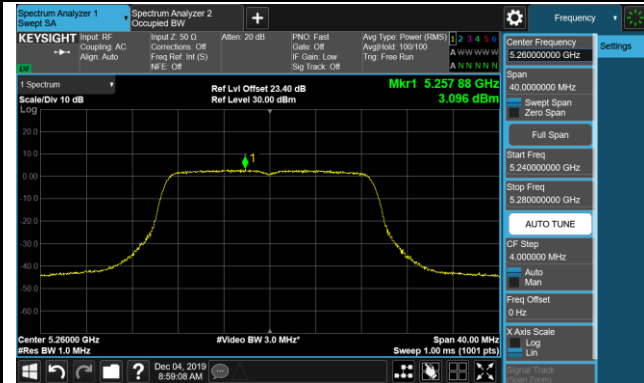 Spectrum Analyzer 1
Swept SA
Spectrum Analyzer 2
Occupied BW
+
Frequency
KEYSIGHT
Input: RF
Coupling: AC
Align: Auto
Input Z: 50 Ω
Corrections: Off
Freq Ref: Int (S)
NFE: Off
Atten: 20 dB
PNO: Fast
Gate: Off
IF Gain: Low
Sig Track: Off
Avg Type: Power (RMS)
Avg|Hold: 100/100
Trig: Free Run
1 2 3 4 5 6
A W W W W W
A N N N N N
1 Spectrum
Scale/Div 10 dB
Ref Lvl Offset 23.40 dB
Ref Level 30.00 dBm
Mkr1 5.257 88 GHz
3.096 dBm
Log
20.0
10.0
0.00
-10.0
-20.0
-30.0
-40.0
-50.0
-60.0
1
Center 5.26000 GHz
#Res BW 1.0 MHz
#Video BW 3.0 MHz*
Span 40.00 MHz
Sweep 1.00 ms (1001 pts)
Dec 04, 2019
8:59:08 AM
Center Frequency
5.260000000 GHz
Settings
Span
40.0000000 MHz
Swept Span
Zero Span
Full Span
Start Freq
5.240000000 GHz
Stop Freq
5.280000000 GHz
AUTO TUNE
CF Step
4.000000 MHz
Auto
Man
Freq Offset
0 Hz
X Axis Scale
Log
Lin
Signal Track
(Span Zoom)